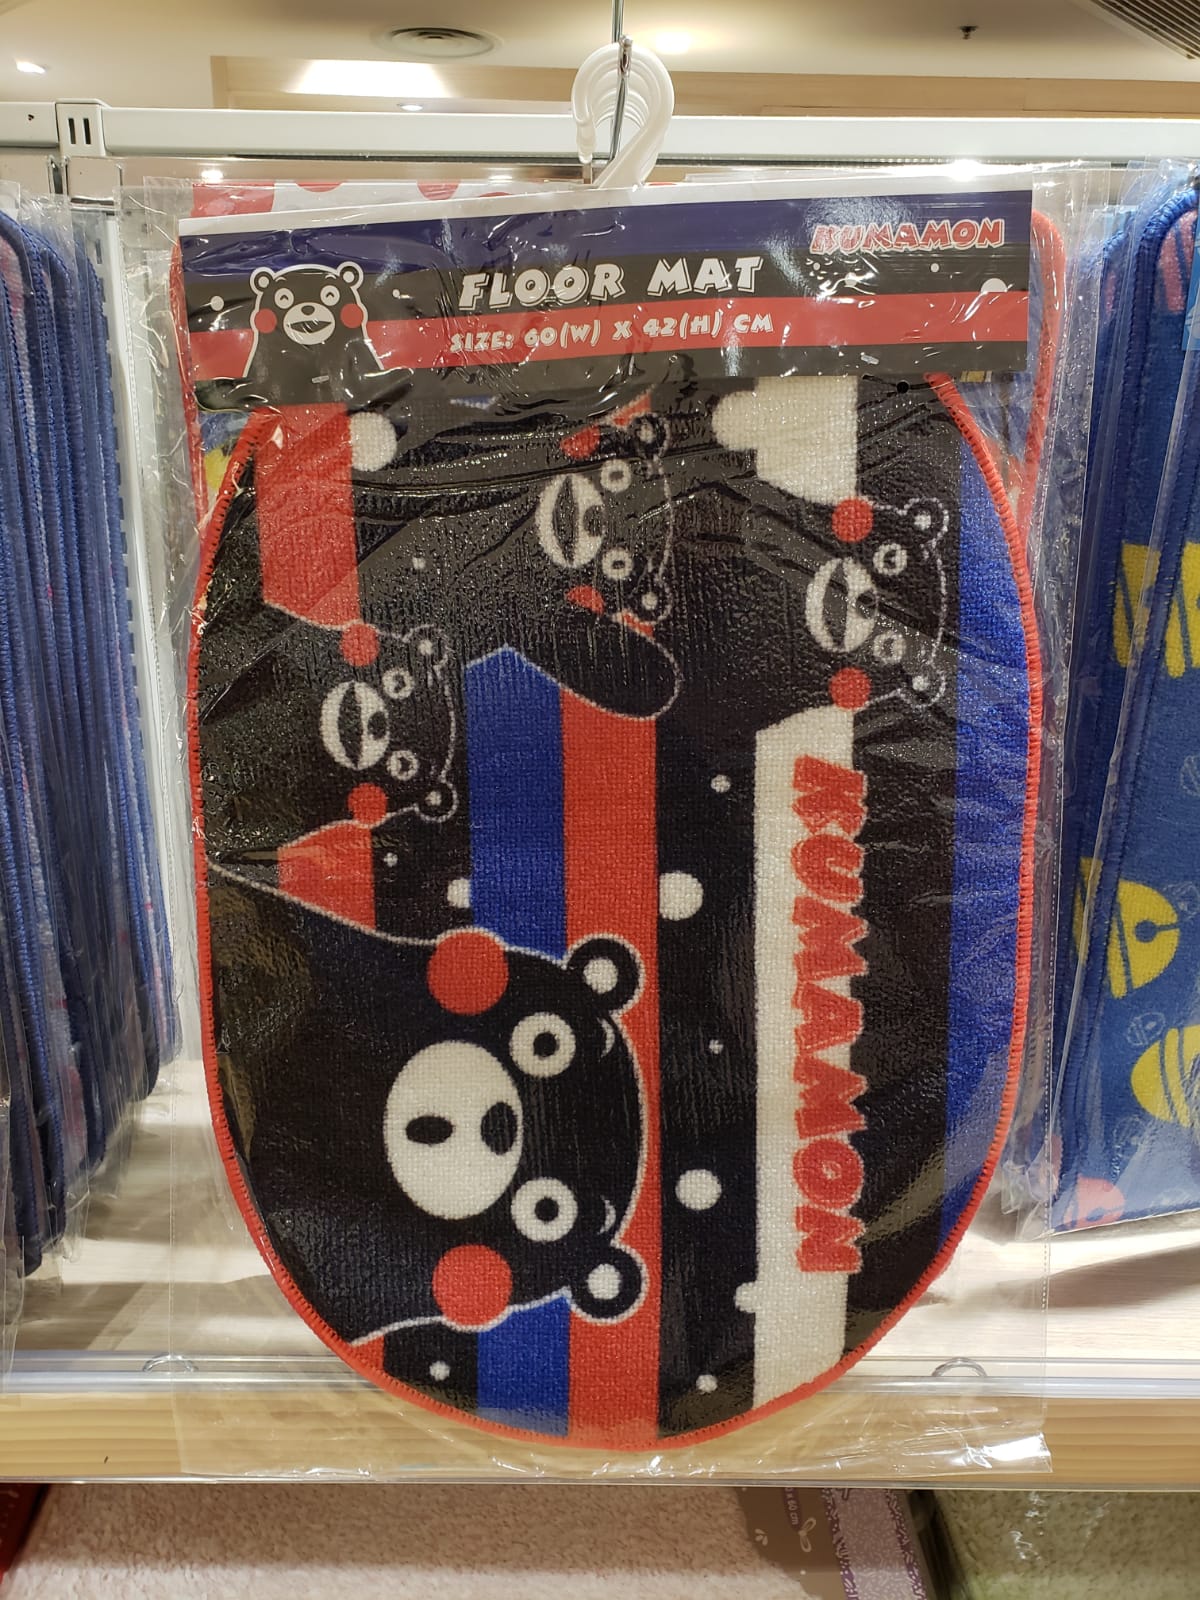 KUMAMON
FLOOR MAT
SIZE: 60(W) X 42(H) CM
KUMAMON